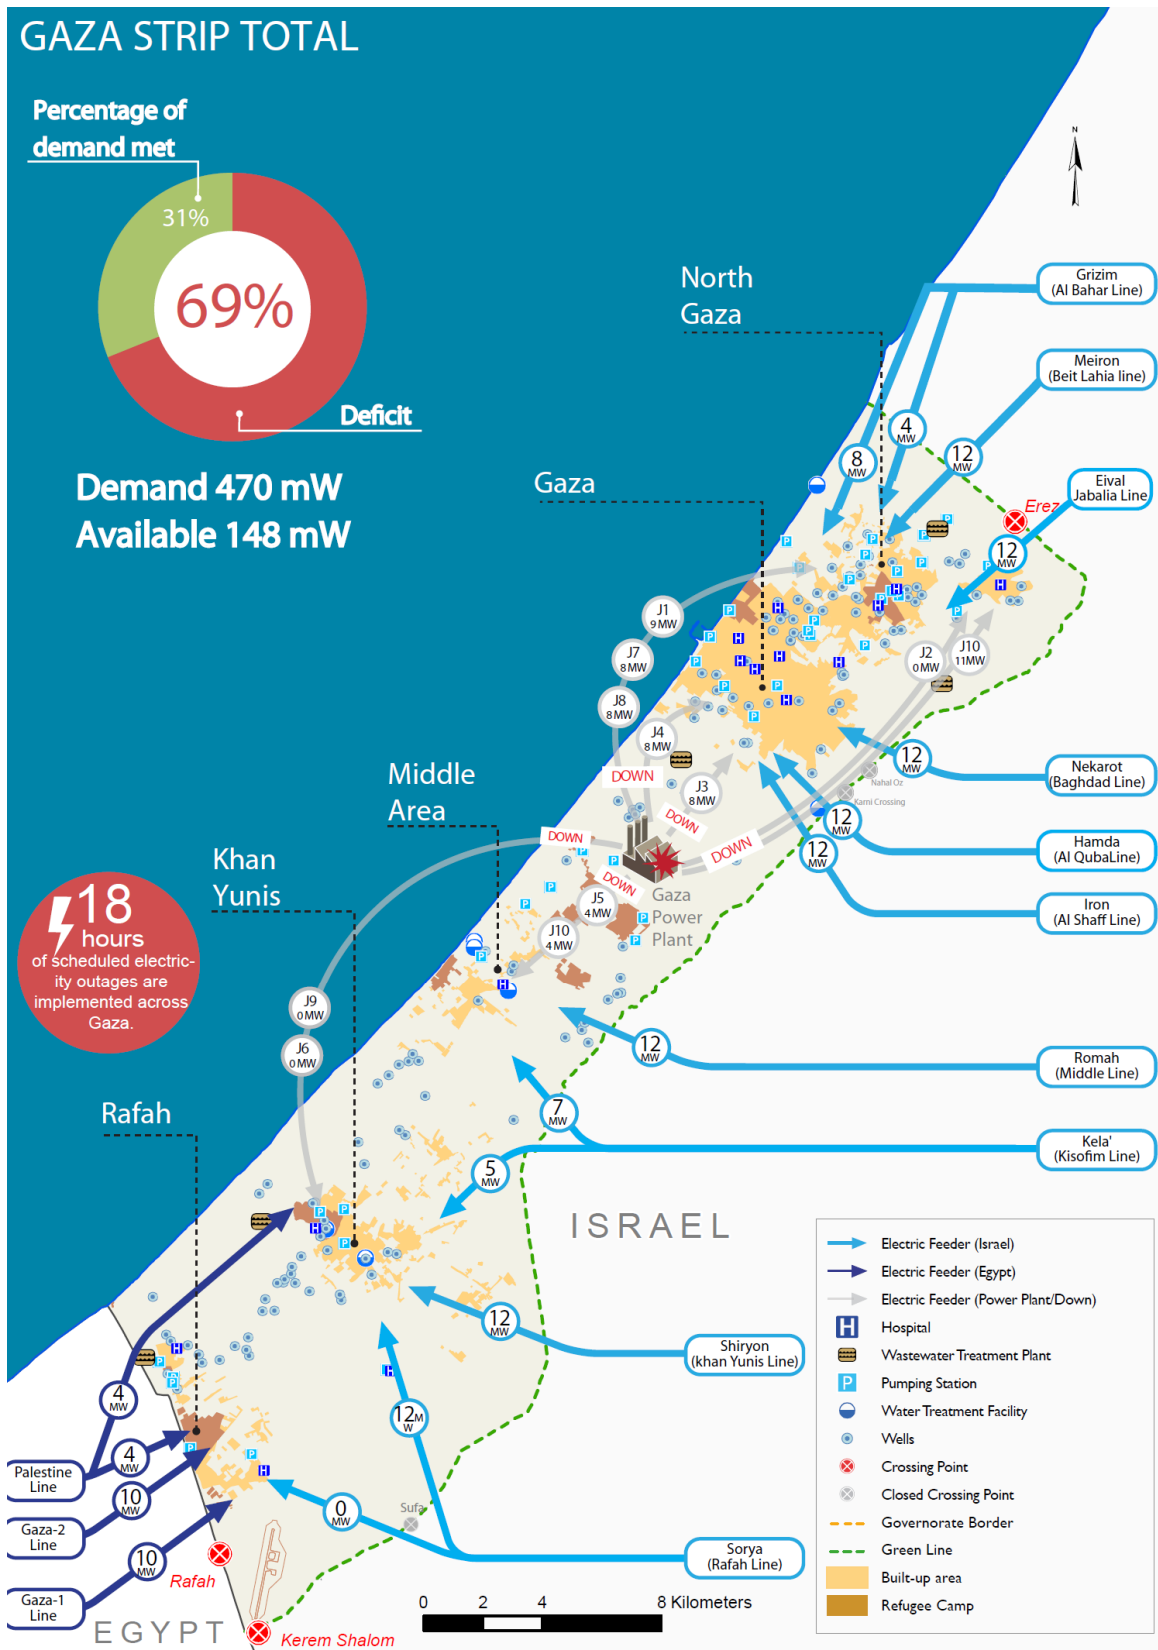 GAZA STRIP TOTAL
Percentage of
demand met
31%
69%
Deficit
Demand 470 mW
Available 148 mW
N
North
Gaza
Grizim
(Al Bahar Line)
Meiron
(Beit Lahia line)
Eival
Jabalia Line
4
MW
8
MW
12
MW
Erez
12
MW
Gaza
J1
9 MW
J7
8 MW
J8
8 MW
J4
8 MW
J3
8 MW
J2
0 MW
J10
11MW
DOWN
DOWN
DOWN
DOWN
DOWN
Middle
Area
12
MW
Nekarot
(Baghdad Line)
Nahal Oz
Karni Crossing
12
MW
Hamda
(Al QubaLine)
12
MW
Iron
(Al Shaff Line)
Gaza
Power
Plant
J5
4 MW
J10
4 MW
Khan
Yunis
18
hours
of scheduled electric-
ity outages are
implemented across
Gaza.
J9
0 MW
J6
0 MW
12
MW
Romah
(Middle Line)
7
MW
5
MW
Kela'
(Kisofim Line)
Rafah
ISRAEL
12
MW
Shiryon
(khan Yunis Line)
12M
W
0
MW
Sufa
Sorya
(Rafah Line)
4
MW
4
MW
Palestine
Line
10
MW
Gaza-2
Line
10
MW
Gaza-1
Line
Rafah
EGYPT
Kerem Shalom
0 2 4 8 Kilometers
Electric Feeder (Israel)
Electric Feeder (Egypt)
Electric Feeder (Power Plant/Down)
H Hospital
Wastewater Treatment Plant
P Pumping Station
Water Treatment Facility
Wells
Crossing Point
Closed Crossing Point
Governorate Border
Green Line
Built-up area
Refugee Camp